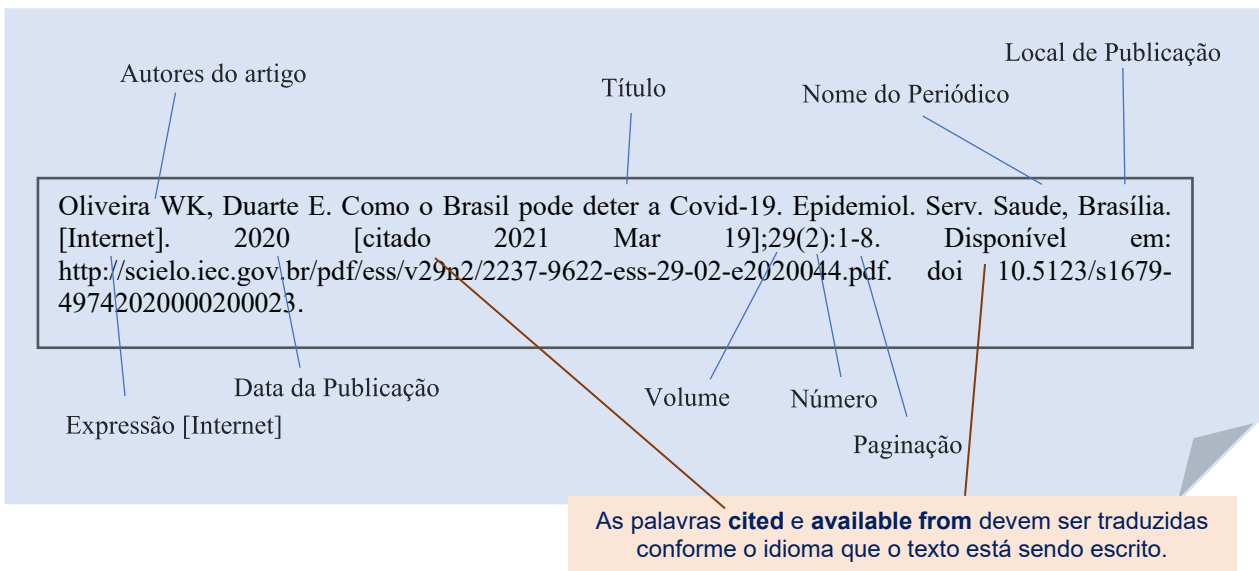 Local de Publicação
Autores do artigo
Título
Nome do Periódico
Oliveira WK, Duarte E. Como o Brasil pode deter a Covid-19. Epidemiol. Serv. Saude, Brasília.
[Internet]. 2020 [citado 2021 Mar 19];29(2):1-8. Disponível em:
http://scielo.iec.gov.br/pdf/ess/v29n2/2237-9622-ess-29-02-e2020044.pdf. doi 10.5123/s1679-
49742020000200023.
Data da Publicação
Volume
Número
Expressão [Internet]
Paginação
As palavras cited e available from devem ser traduzidas
conforme o idioma que o texto está sendo escrito.